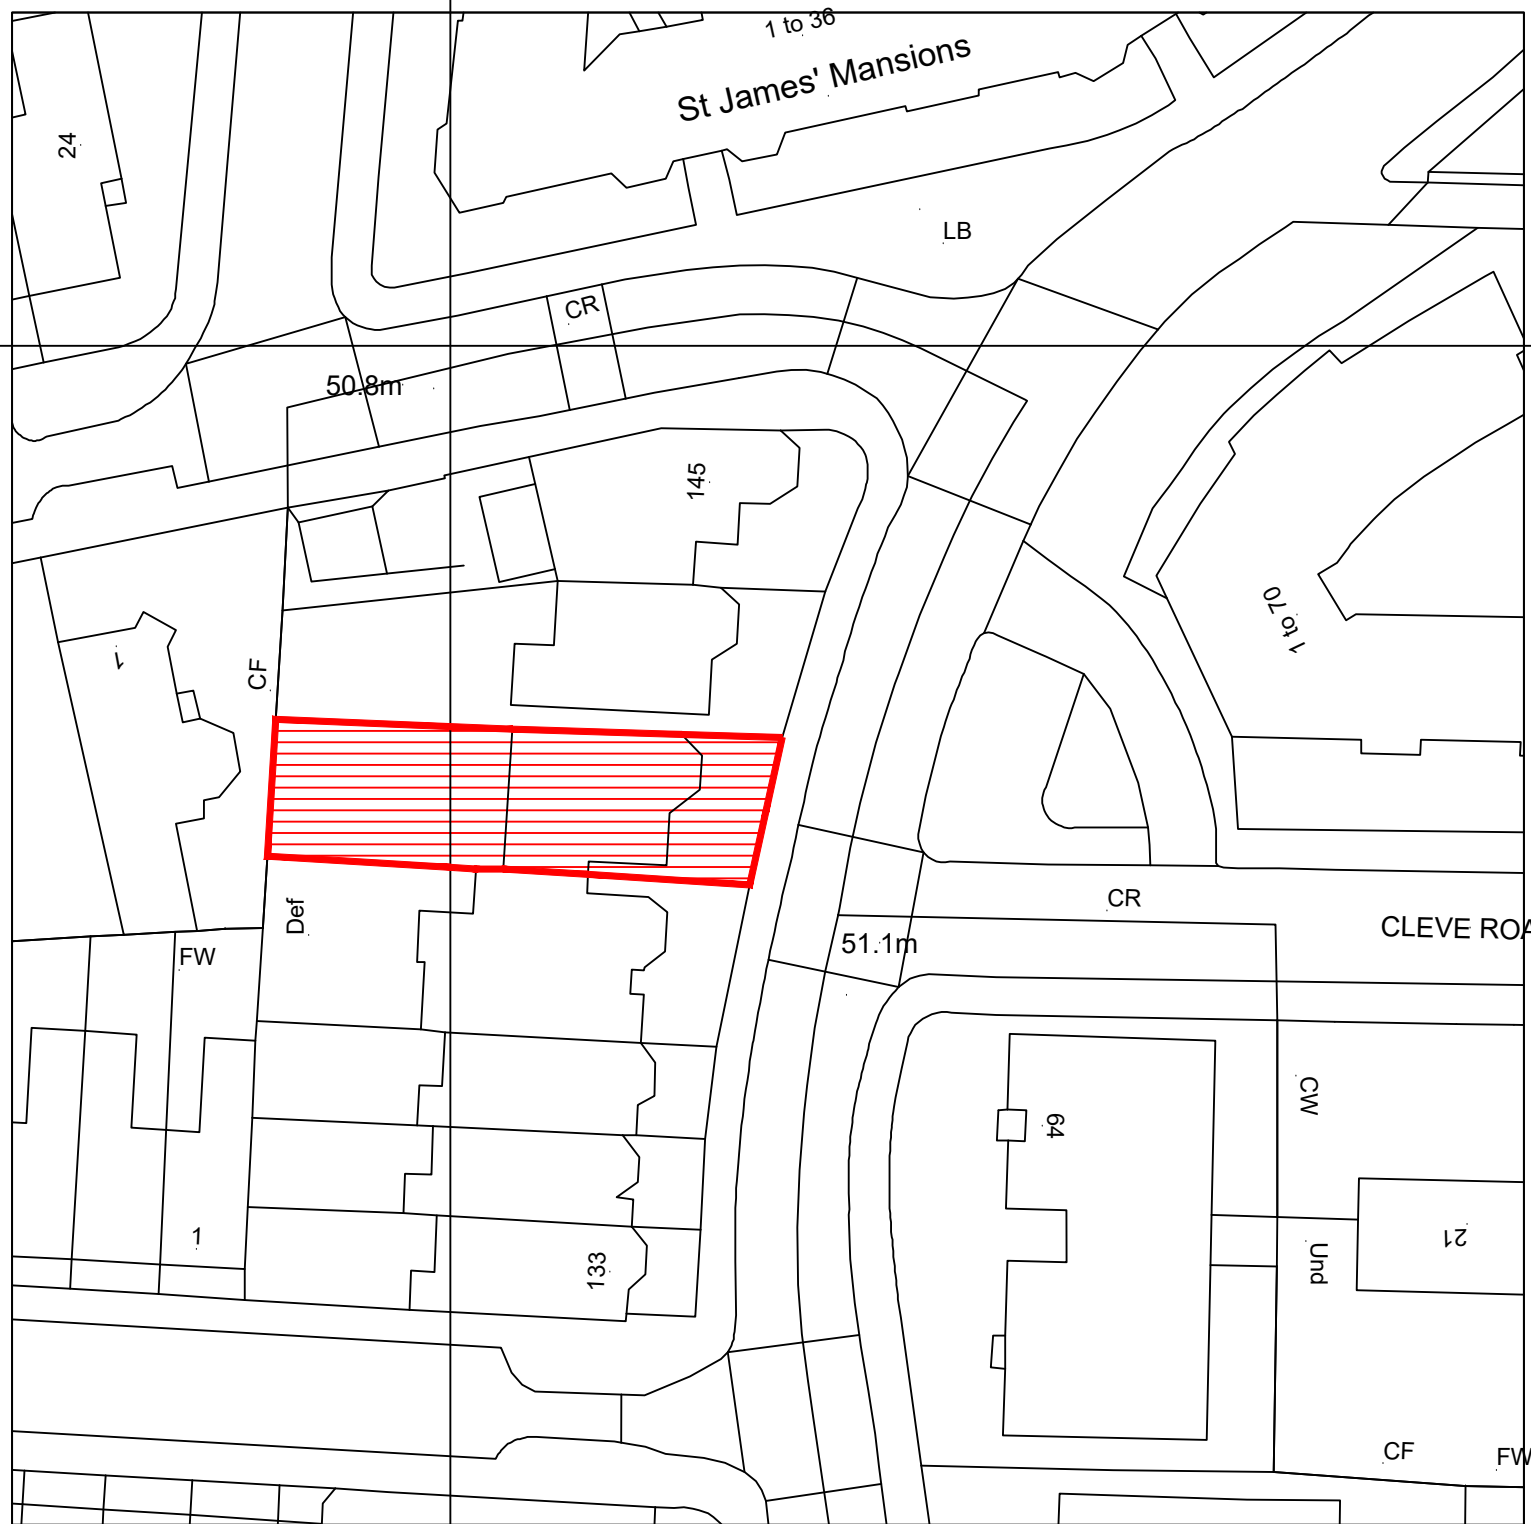 1 to 36
St James' Mansions
24
LB
CR
50.8m
145
1 to 70
1
CF
CR
CLEVE ROA
Def
51.1m
FW
CW
64
1
Und
21
133
CF
FW